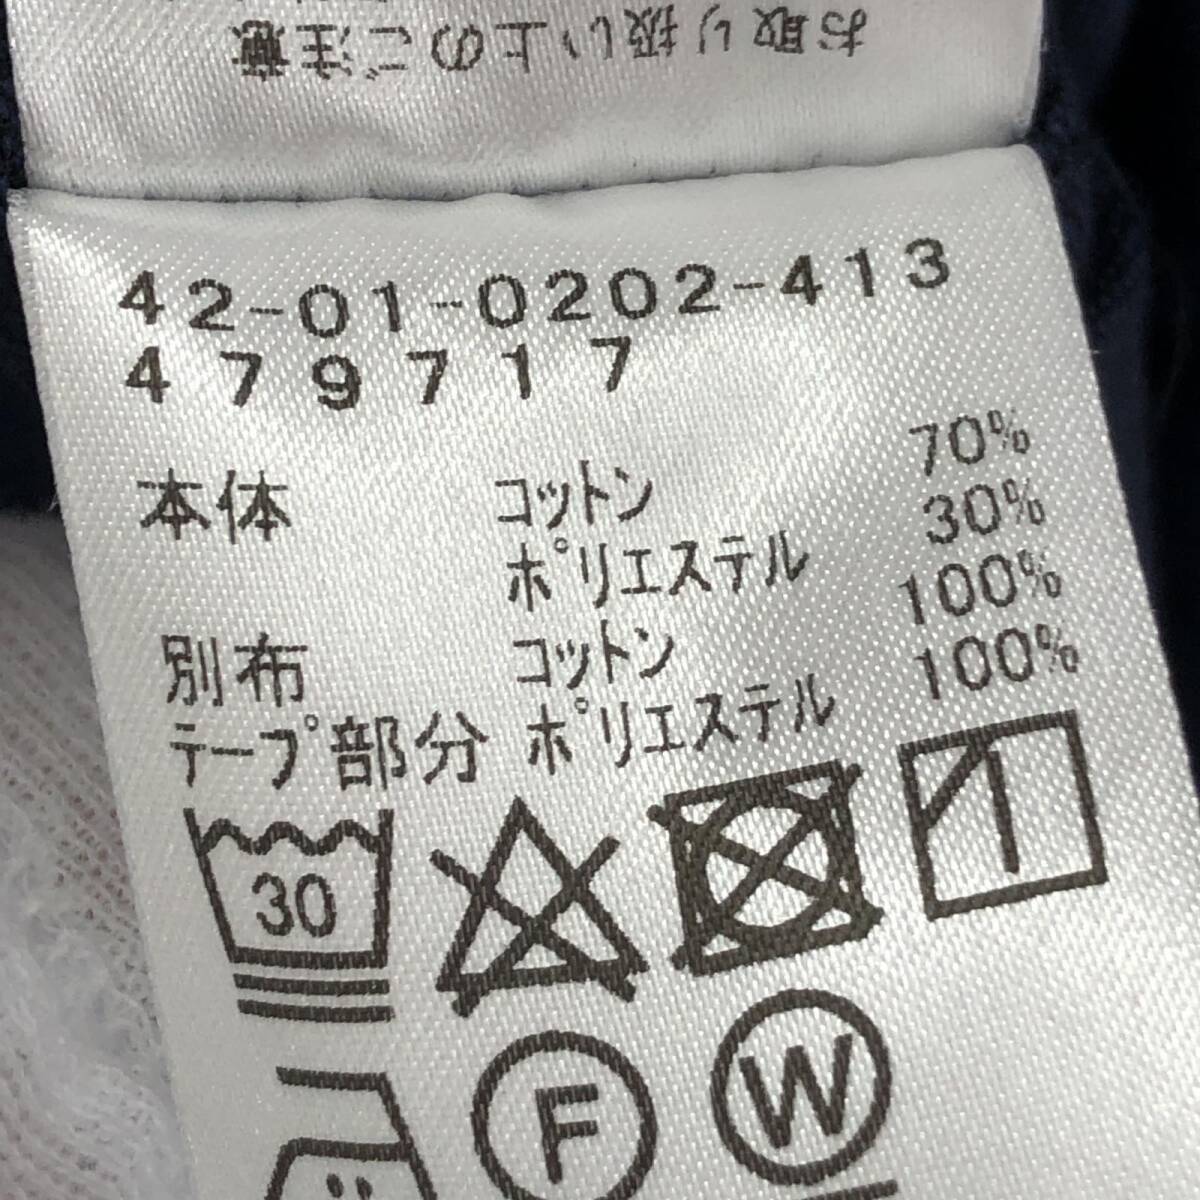 お取り扱い上のご注意
42-01-0202-413
479717
本体 コットン 70%
ポリエステル 30%
別布 コットン 100%
テープ部分 ポリエステル 100%
30
F
W